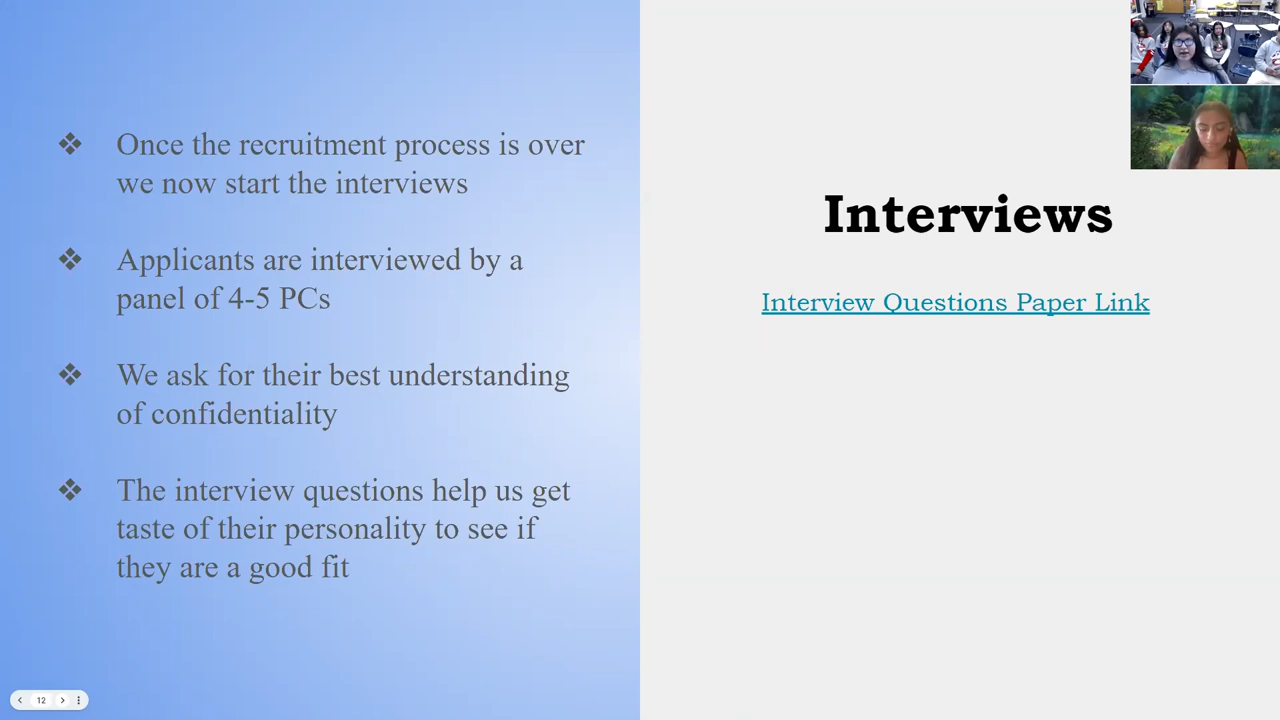 ❖ Once the recruitment process is over
we now start the interviews
❖ Applicants are interviewed by a
panel of 4-5 PCs
❖ We ask for their best understanding
of confidentiality
❖ The interview questions help us get
taste of their personality to see if
they are a good fit
Interviews
Interview Questions Paper Link
12